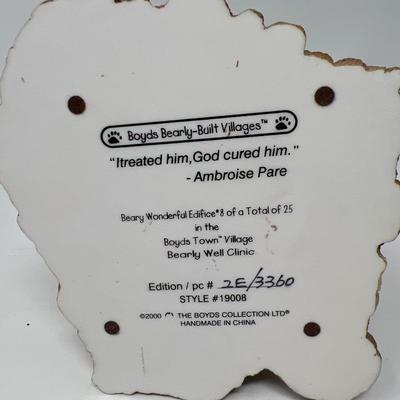 Boyds Bearly-Built Villages™
"Itreated him,God cured him."
- Ambroise Pare
Beary Wonderful Edifice#8 of a Total of 25
in the
Boyds Town™ Village
Bearly Well Clinic
Edition / pc # 2E/3360
STYLE #19008
©2000 THE BOYDS COLLECTION LTD®
HANDMADE IN CHINA